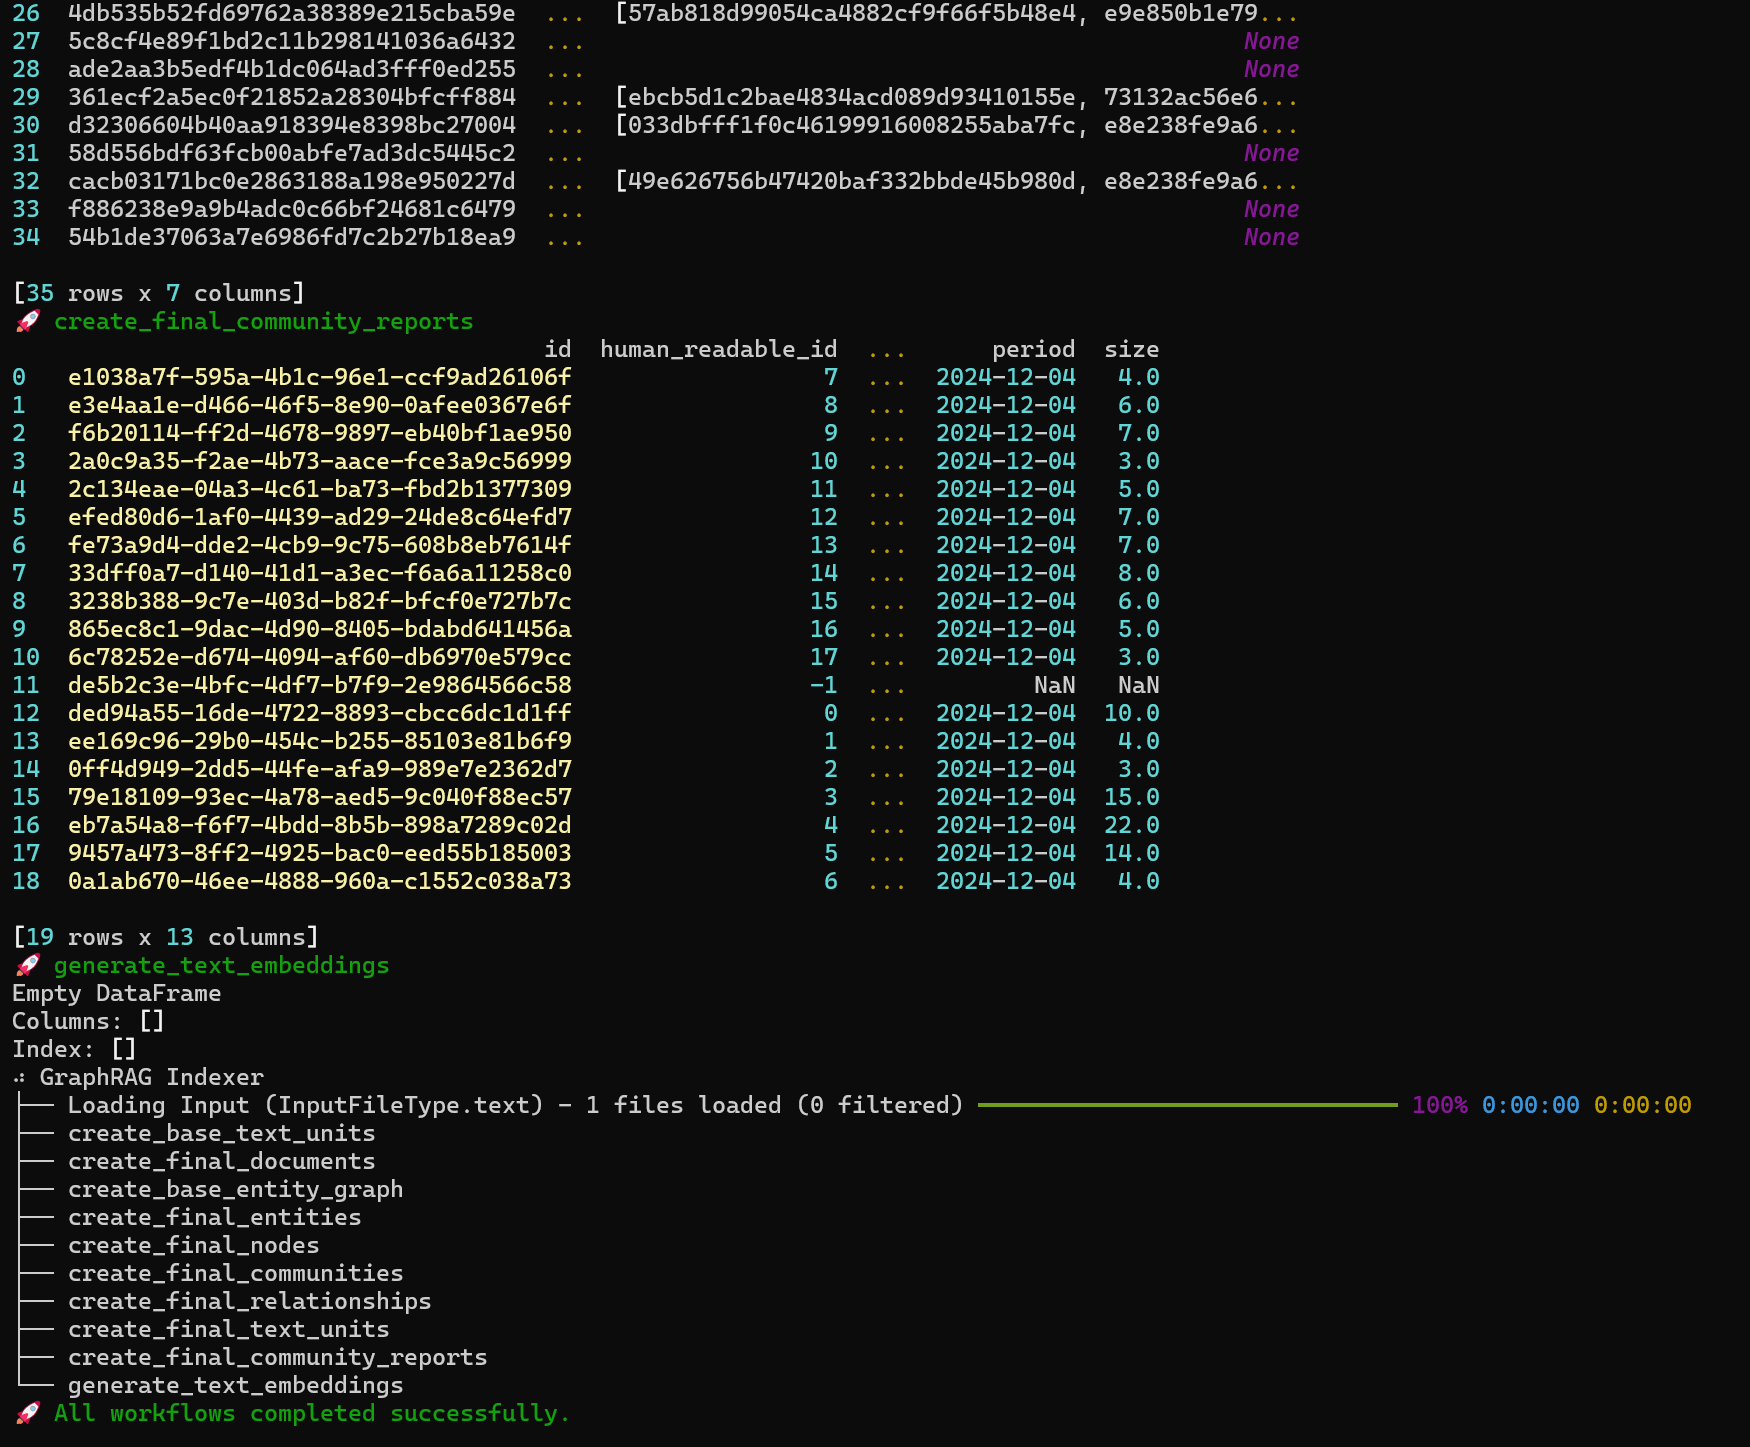 26  4db535b52fd69762a38389e215cba59e  ...  [57ab818d99054ca4882cf9f66f5b48e4, e9e850b1e79...
27  5c8cf4e89f1bd2c11b298141036a6432  ...                                               None
28  ade2aa3b5edf4b1dc064ad3fff0ed255  ...                                               None
29  361ecf2a5ec0f21852a28304bfcff884  ...  [ebcb5d1c2bae4834acd089d93410155e, 73132ac56e6...
30  d32306604b40aa918394e8398bc27004  ...  [033dbfff1f0c46199916008255aba7fc, e8e238fe9a6...
31  58d556bdf63fcb00abfe7ad3dc5445c2  ...                                               None
32  cacb03171bc0e2863188a198e950227d  ...  [49e626756b47420baf332bbde45b980d, e8e238fe9a6...
33  f886238e9a9b4adc0c66bf24681c6479  ...                                               None
34  54b1de37063a7e6986fd7c2b27b18ea9  ...                                               None
[35 rows x 7 columns]
🚀 create_final_community_reports
                                      id  human_readable_id  ...      period  size
0   e1038a7f-595a-4b1c-96e1-ccf9ad26106f                  7  ...  2024-12-04   4.0
1   e3e4aa1e-d466-46f5-8e90-0afee0367e6f                  8  ...  2024-12-04   6.0
2   f6b20114-ff2d-4678-9897-eb40bf1ae950                  9  ...  2024-12-04   7.0
3   2a0c9a35-f2ae-4b73-aace-fce3a9c56999                 10  ...  2024-12-04   3.0
4   2c134eae-04a3-4c61-ba73-fbd2b1377309                 11  ...  2024-12-04   5.0
5   efed80d6-1af0-4439-ad29-24de8c64efd7                 12  ...  2024-12-04   7.0
6   fe73a9d4-dde2-4cb9-9c75-608b8eb7614f                 13  ...  2024-12-04   7.0
7   33dff0a7-d140-41d1-a3ec-f6a6a11258c0                 14  ...  2024-12-04   8.0
8   3238b388-9c7e-403d-b82f-bfcf0e727b7c                 15  ...  2024-12-04   6.0
9   865ec8c1-9dac-4d90-8405-bdabd641456a                 16  ...  2024-12-04   5.0
10  6c78252e-d674-4094-af60-db6970e579cc                 17  ...  2024-12-04   3.0
11  de5b2c3e-4bfc-4df7-b7f9-2e9864566c58                 -1  ...         NaN   NaN
12  ded94a55-16de-4722-8893-cbcc6dc1d1ff                  0  ...  2024-12-04  10.0
13  ee169c96-29b0-454c-b255-85103e81b6f9                  1  ...  2024-12-04   4.0
14  0ff4d949-2dd5-44fe-afa9-989e7e2362d7                  2  ...  2024-12-04   3.0
15  79e18109-93ec-4a78-aed5-9c040f88ec57                  3  ...  2024-12-04  15.0
16  eb7a54a8-f6f7-4bdd-8b5b-898a7289c02d                  4  ...  2024-12-04  22.0
17  9457a473-8ff2-4925-bac0-eed55b185003                  5  ...  2024-12-04  14.0
18  0a1ab670-46ee-4888-960a-c1552c038a73                  6  ...  2024-12-04   4.0
[19 rows x 13 columns]
🚀 generate_text_embeddings
Empty DataFrame
Columns: []
Index: []
⠴ GraphRAG Indexer
├── Loading Input (InputFileType.text) - 1 files loaded (0 filtered) ━━━━━━━━━━━━━━━━━━━━━━━━━━━━━━ 100% 0:00:00 0:00:00
├── create_base_text_units
├── create_final_documents
├── create_base_entity_graph
├── create_final_entities
├── create_final_nodes
├── create_final_communities
├── create_final_relationships
├── create_final_text_units
├── create_final_community_reports
└── generate_text_embeddings
🚀 All workflows completed successfully.